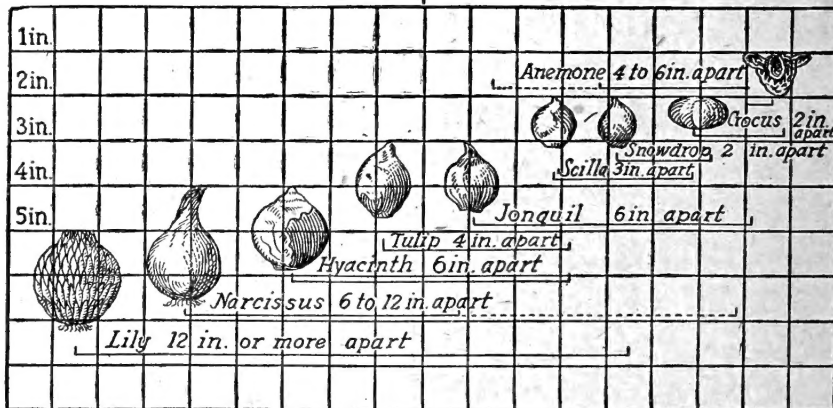 1in.
2in.
3in.
4in.
5in.
Anemone 4 to 6in. apart
Crocus 2in. apart
Snowdrop 2 in. apart
Scilla 3in. apart
Jonquil 6in. apart
Tulip 4 in. apart
Hyacinth 6in. apart
Narcissus 6 to 12 in. apart
Lily 12 in. or more apart